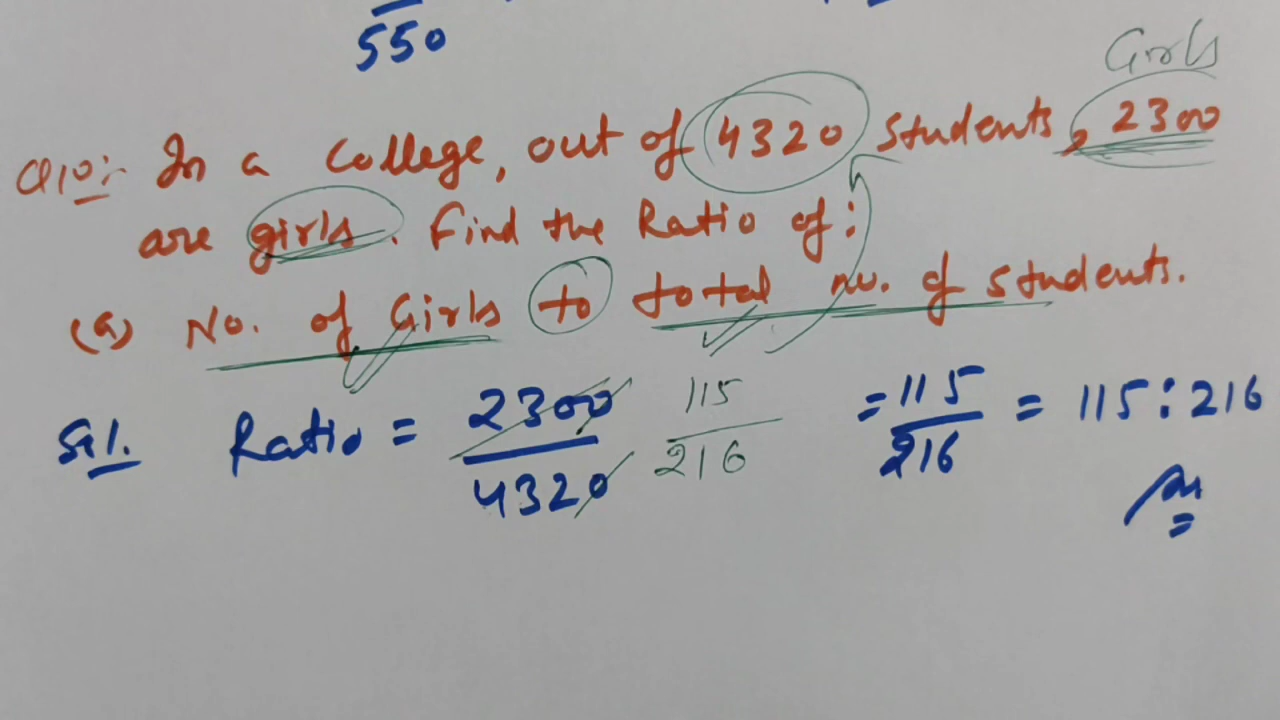 550
Girls
Q10:- In a College, out of 4320 students, 2300
are girls. Find the Ratio of:
(a) No. of Girls to total no. of students.
Sol. Ratio = 2300/4320 115/216 = 115/216 = 115:216
Ans